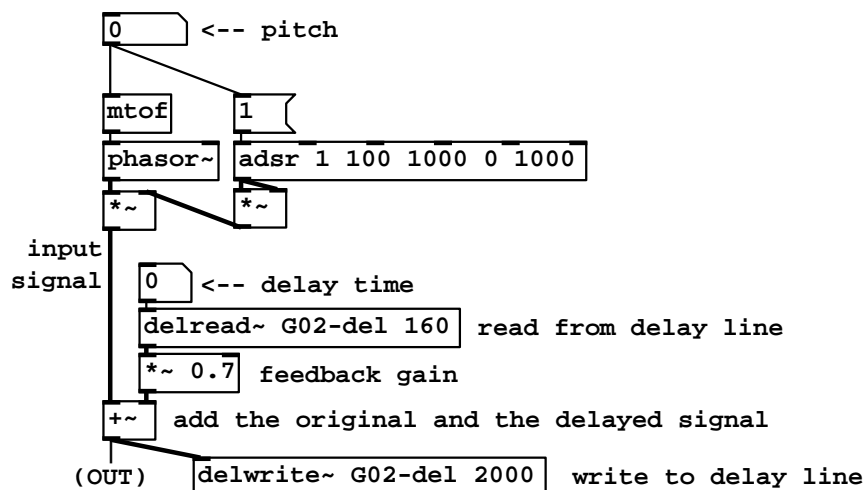 0 <-- pitch
mtof 1
phasor~ adsr 1 100 1000 0 1000
*~ *~
input
signal
0 <-- delay time
delread~ G02-del 160 read from delay line
*~ 0.7 feedback gain
+~ add the original and the delayed signal
(OUT) delwrite~ G02-del 2000 write to delay line